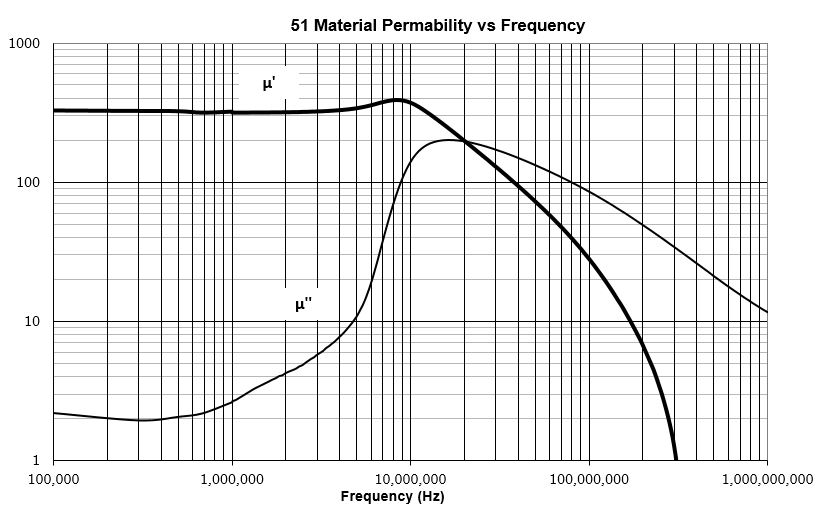 51 Material Permability vs Frequency
1000
μ'
100
μ"
10
1
100,000 1,000,000 10,000,000 100,000,000 1,000,000,000
Frequency (Hz)